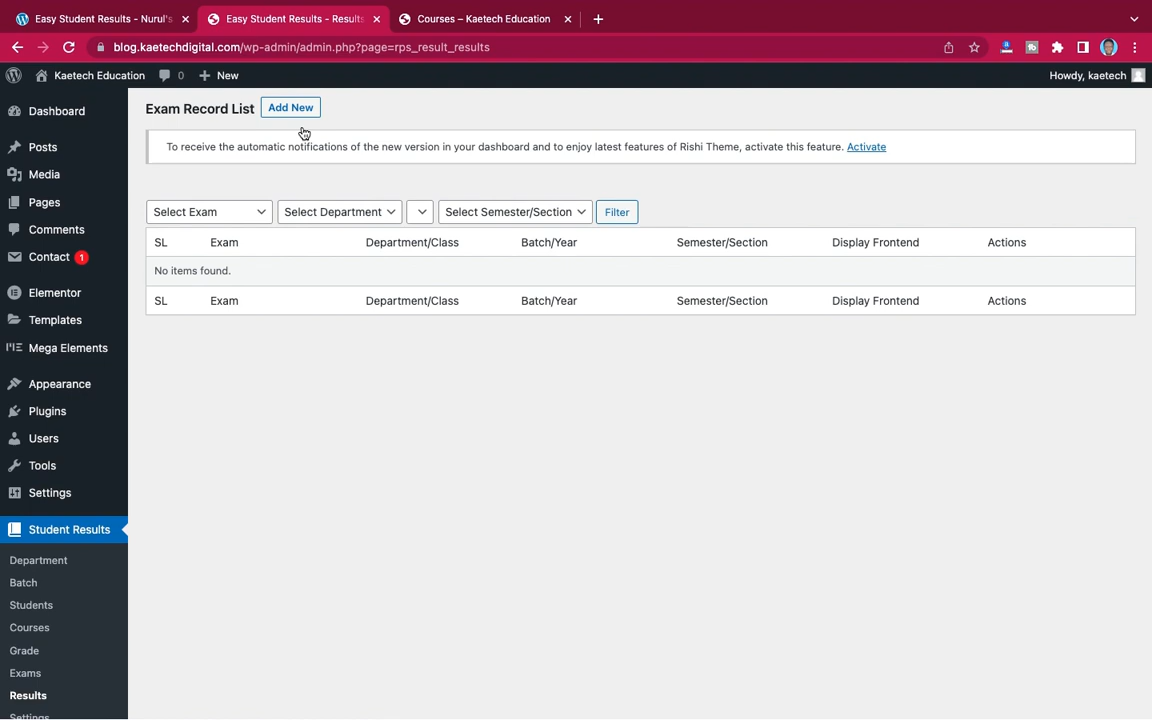 Easy Student Results - Nurul's
Easy Student Results - Results
Courses – Kaetech Education
blog.kaetechdigital.com/wp-admin/admin.php?page=rps_result_results
Kaetech Education
0
New
Howdy, kaetech
Dashboard
Posts
Media
Pages
Comments
Contact 1
Elementor
Templates
Mega Elements
Appearance
Plugins
Users
Tools
Settings
Student Results
Department
Batch
Students
Courses
Grade
Exams
Results
Settings
Exam Record List Add New
To receive the automatic notifications of the new version in your dashboard and to enjoy latest features of Rishi Theme, activate this feature. Activate
Select Exam Select Department Select Semester/Section Filter
SL Exam Department/Class Batch/Year Semester/Section Display Frontend Actions
No items found.
SL Exam Department/Class Batch/Year Semester/Section Display Frontend Actions